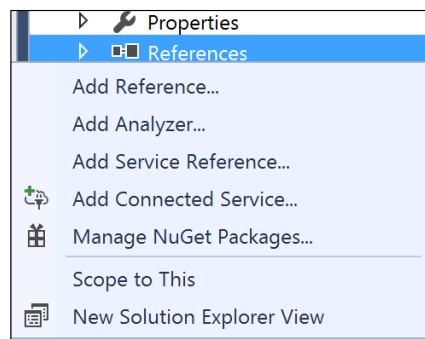 Properties
References
Add Reference...
Add Analyzer...
Add Service Reference...
Add Connected Service...
Manage NuGet Packages...
Scope to This
New Solution Explorer View